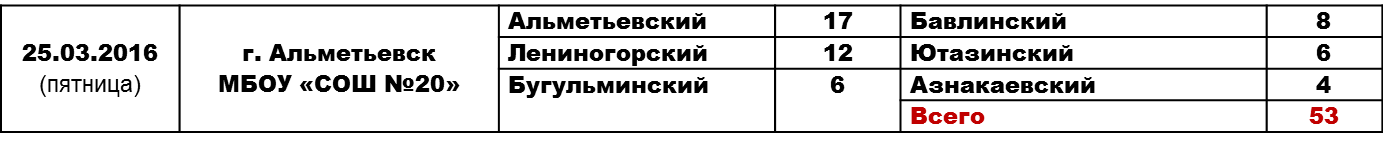 25.03.2016
(пятница)
г. Альметьевск
МБОУ «СОШ №20»
Альметьевский 17 Бавлинский 8
Лениногорский 12 Ютазинский 6
Бугульминский 6 Азнакаевский 4
Всего 53